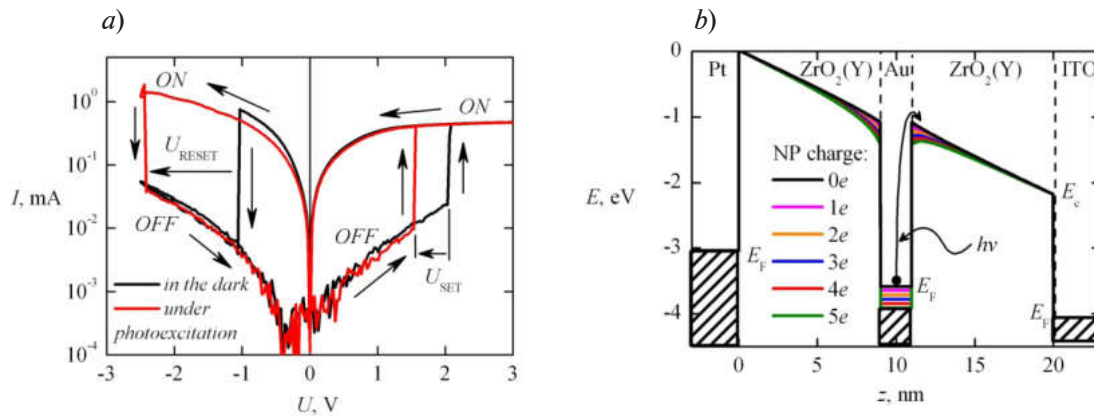 a)
I, mA
10^0
10^-1
10^-2
10^-3
10^-4
ON
ON
U_RESET
OFF
OFF
U_SET
in the dark
under
photoexcitation
-3 -2 -1 0 1 2 3
U, V
b)
E, eV
0
-1
-2
-3
-4
Pt ZrO₂(Y) Au ZrO₂(Y) ITO
NP charge:
0e
1e
2e
3e
4e
5e
E_c
hν
E_F
E_F
E_F
0 5 10 15 20
z, nm